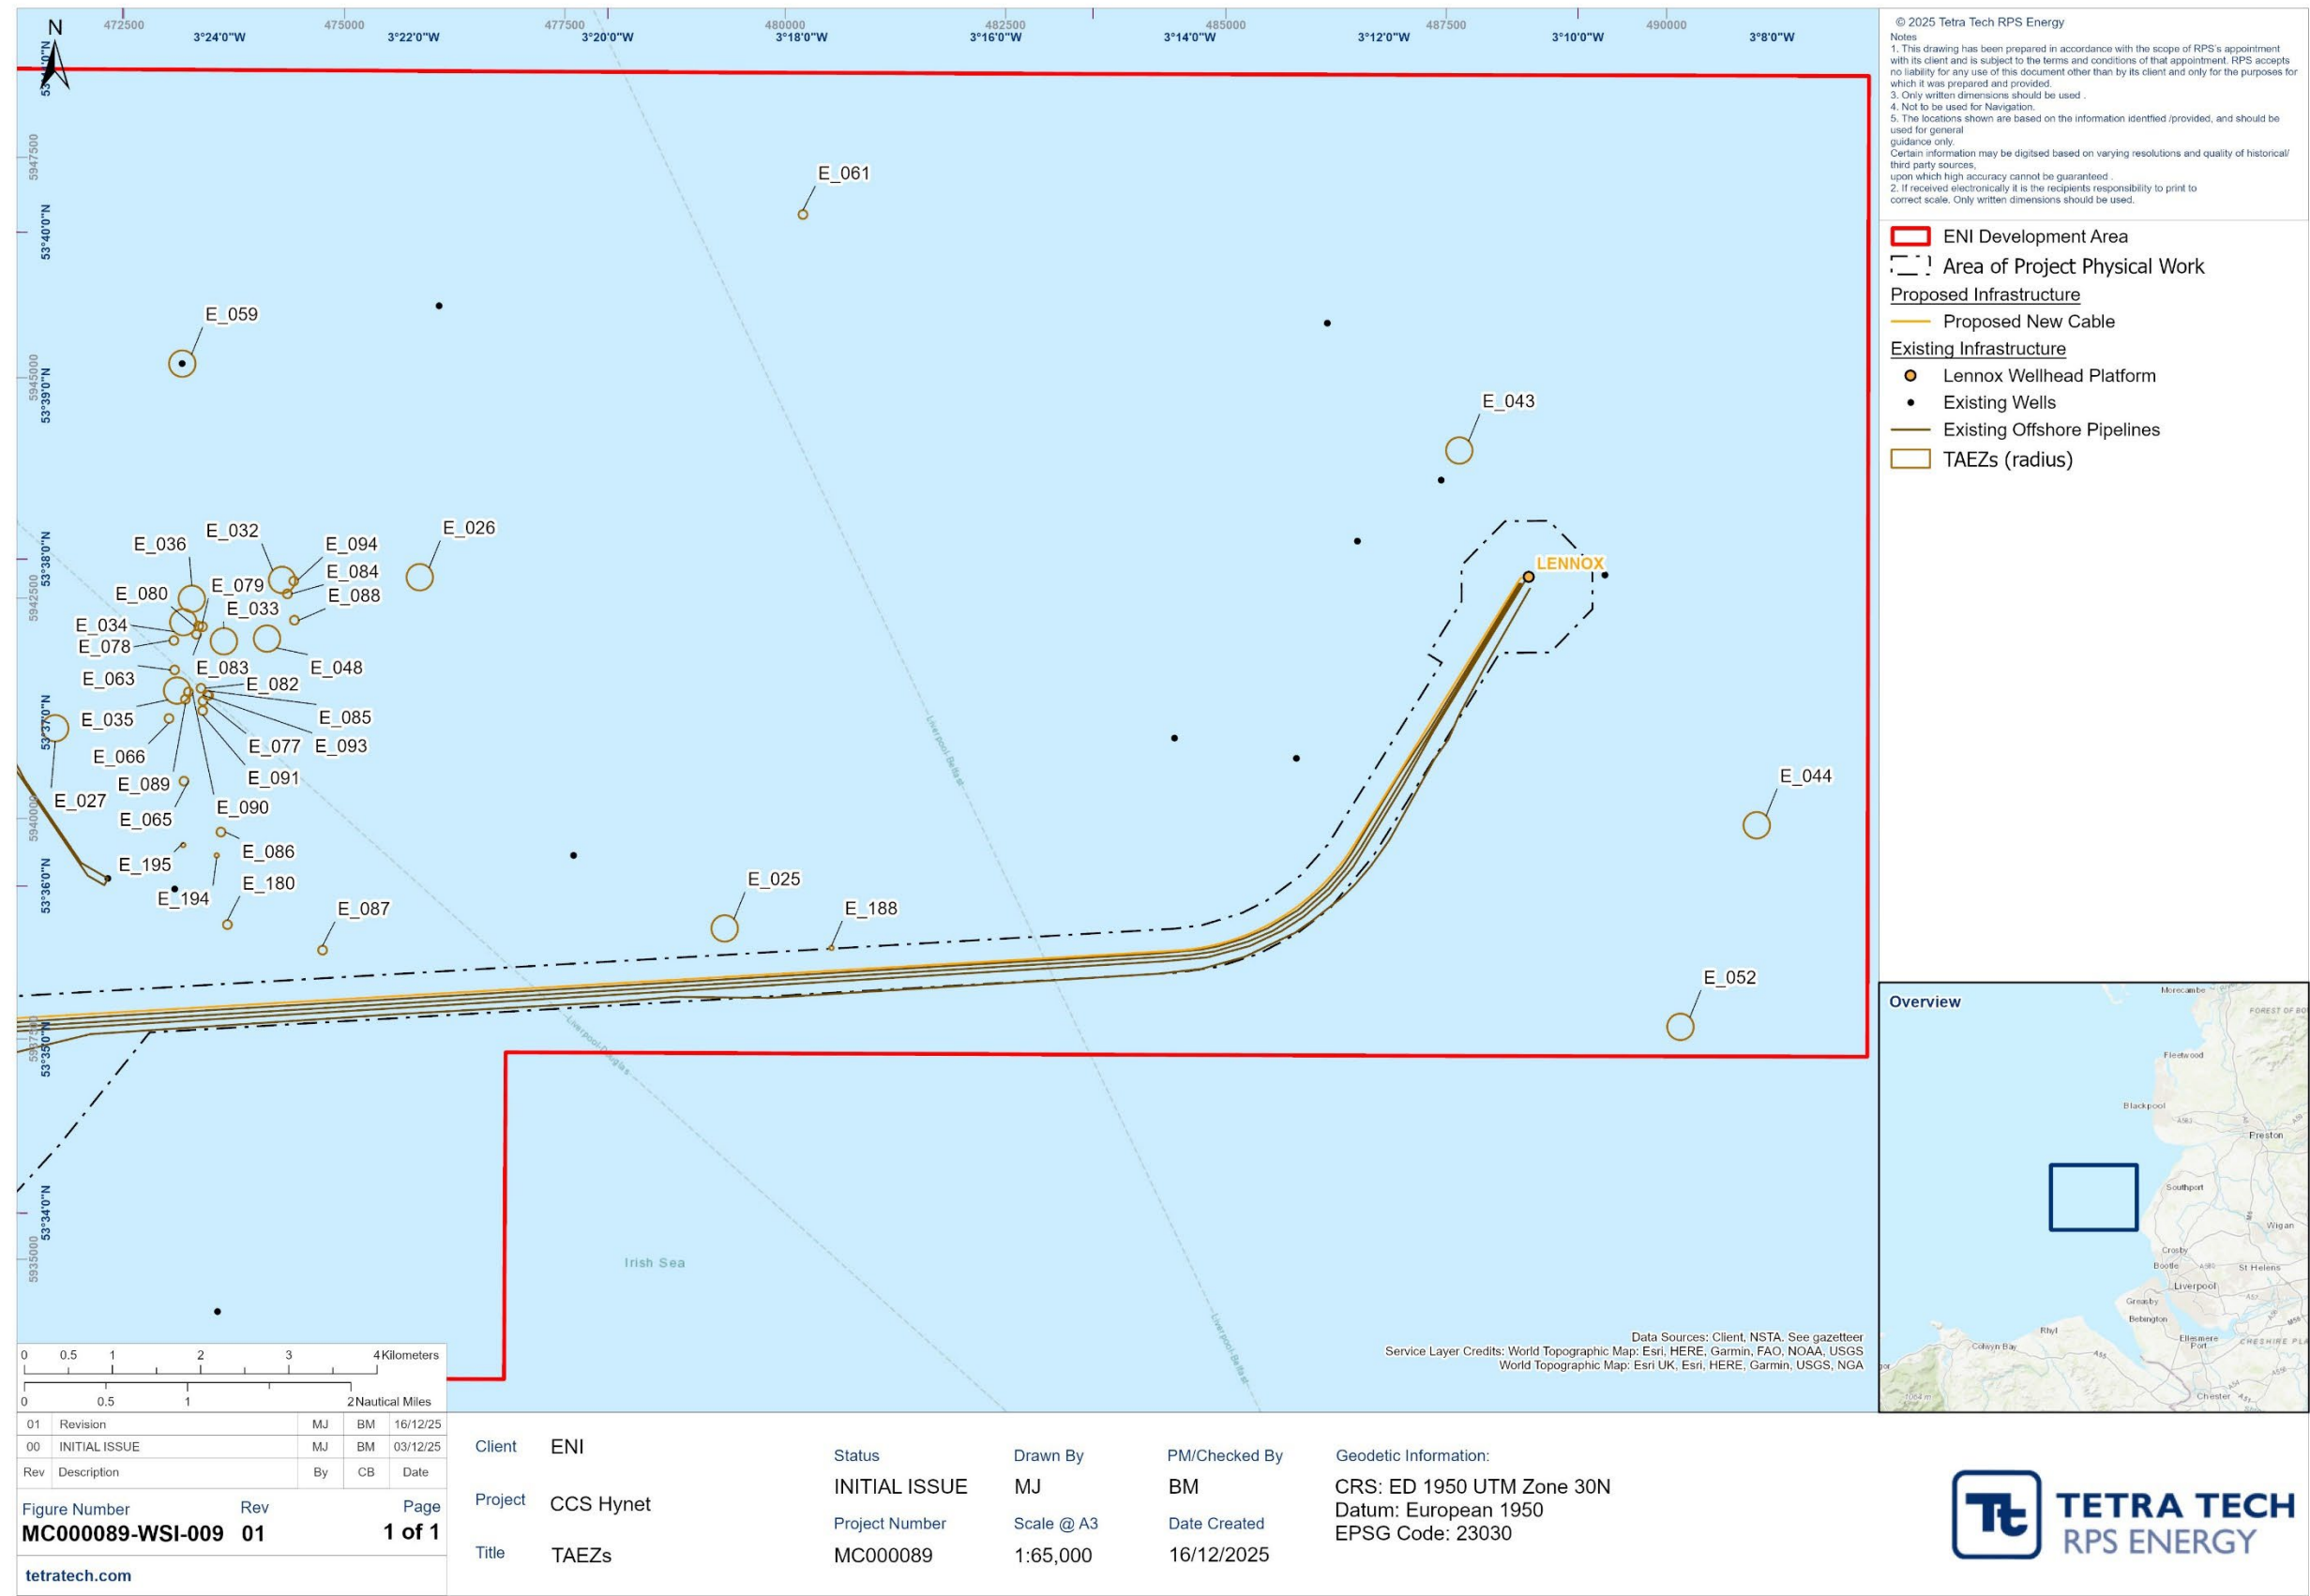 472500 475000 477500 480000 482500 485000 487500 490000
3°24'0"W 3°22'0"W 3°20'0"W 3°18'0"W 3°16'0"W 3°14'0"W 3°12'0"W 3°10'0"W 3°8'0"W
N
5947500
53°40'0"N
5945000
53°39'0"N
53°38'0"N
5942500
53°37'0"N
5940000
53°36'0"N
53°35'0"N
53°34'0"N
5935000
E_061
E_059
E_043
E_026
E_032
E_036
E_094
E_084
E_079
E_080
E_088
E_033
E_034
E_078
E_083
E_048
E_063
E_082
E_035
E_085
E_077
E_093
E_066
E_091
E_089
E_027
E_090
E_065
E_086
E_195
E_180
E_194
E_087
E_025
E_188
E_044
E_052
LENNOX
Liverpool-Belfast
Liverpool-Douglas
Liverpool-Belfast
Irish Sea
Data Sources: Client, NSTA. See gazetteer
Service Layer Credits: World Topographic Map: Esri, HERE, Garmin, FAO, NOAA, USGS
World Topographic Map: Esri UK, Esri, HERE, Garmin, USGS, NGA
© 2025 Tetra Tech RPS Energy
Notes
1. This drawing has been prepared in accordance with the scope of RPS's appointment
with its client and is subject to the terms and conditions of that appointment. RPS accepts
no liability for any use of this document other than by its client and only for the purposes for
which it was prepared and provided.
3. Only written dimensions should be used .
4. Not to be used for Navigation.
5. The locations shown are based on the information identfied /provided, and should be
used for general
guidance only.
Certain information may be digitsed based on varying resolutions and quality of historical/
third party sources,
upon which high accuracy cannot be guaranteed .
2. If received electronically it is the recipients responsibility to print to
correct scale. Only written dimensions should be used.
ENI Development Area
Area of Project Physical Work
Proposed Infrastructure
Proposed New Cable
Existing Infrastructure
Lennox Wellhead Platform
Existing Wells
Existing Offshore Pipelines
TAEZs (radius)
Overview
Morecambe
Fleetwood
Blackpool
Preston
Southport
Wigan
Crosby
Bootle
St Helens
Liverpool
Greasby
Bebington
Rhyl
Ellesmere
Port
Colwyn Bay
Chester
0 0.5 1 2 3 4 Kilometers
0 0.5 1 2 Nautical Miles
01 Revision MJ BM 16/12/25
00 INITIAL ISSUE MJ BM 03/12/25
Rev Description By CB Date
Figure Number Rev Page
MC000089-WSI-009 01 1 of 1
tetratech.com
Client ENI
Project CCS Hynet
Title TAEZs
Status Drawn By PM/Checked By
INITIAL ISSUE MJ BM
Project Number Scale @ A3 Date Created
MC000089 1:65,000 16/12/2025
Geodetic Information:
CRS: ED 1950 UTM Zone 30N
Datum: European 1950
EPSG Code: 23030
Tt TETRA TECH
RPS ENERGY